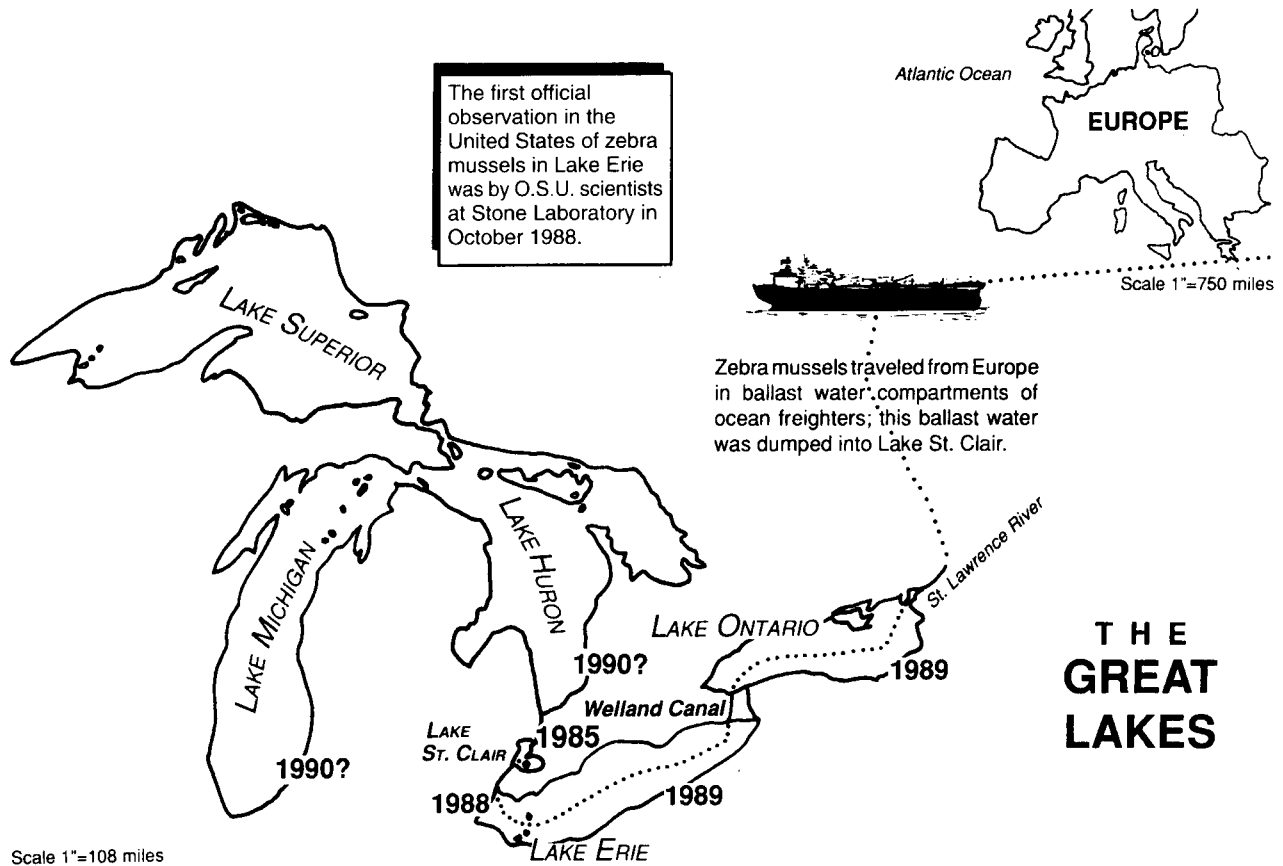 The first official
observation in the
United States of zebra
mussels in Lake Erie
was by O.S.U. scientists
at Stone Laboratory in
October 1988.
Atlantic Ocean
EUROPE
Scale 1"=750 miles
Zebra mussels traveled from Europe
in ballast water compartments of
ocean freighters; this ballast water
was dumped into Lake St. Clair.
LAKE SUPERIOR
LAKE MICHIGAN
LAKE HURON
LAKE ONTARIO
St. Lawrence River
1990?
1989
Welland Canal
LAKE
ST. CLAIR
1985
1990?
1988
1989
LAKE ERIE
THE
GREAT
LAKES
Scale 1"=108 miles